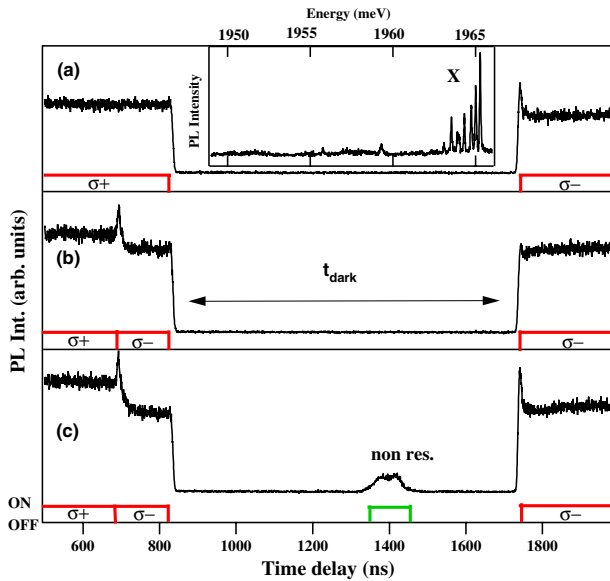 Energy (meV)
1950 1955 1960 1965
(a)
PL Intensity
X
σ+ σ−
(b)
t_dark
PL Int. (arb. units)
σ+ σ− σ−
(c)
non res.
ON
OFF
σ+ σ− σ−
600 800 1000 1200 1400 1600 1800
Time delay (ns)